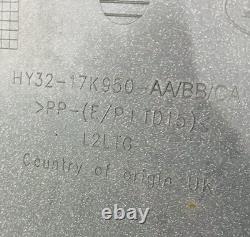 HY32-17K950-AA/BB/CA
>PP-(E/P)TD15)<
L2LTG
Country of origin UK